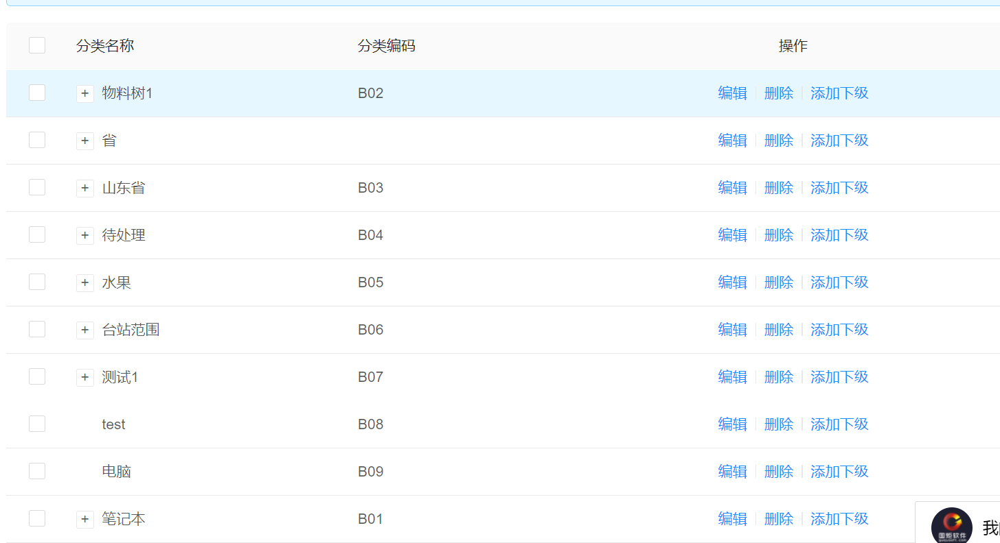 分类名称 分类编码 操作
+ 物料树1 B02 编辑 删除 添加下级
+ 省 编辑 删除 添加下级
+ 山东省 B03 编辑 删除 添加下级
+ 待处理 B04 编辑 删除 添加下级
+ 水果 B05 编辑 删除 添加下级
+ 台站范围 B06 编辑 删除 添加下级
+ 测试1 B07 编辑 删除 添加下级
test B08 编辑 删除 添加下级
电脑 B09 编辑 删除 添加下级
+ 笔记本 B01 编辑 删除 添加下级
国炬软件
我